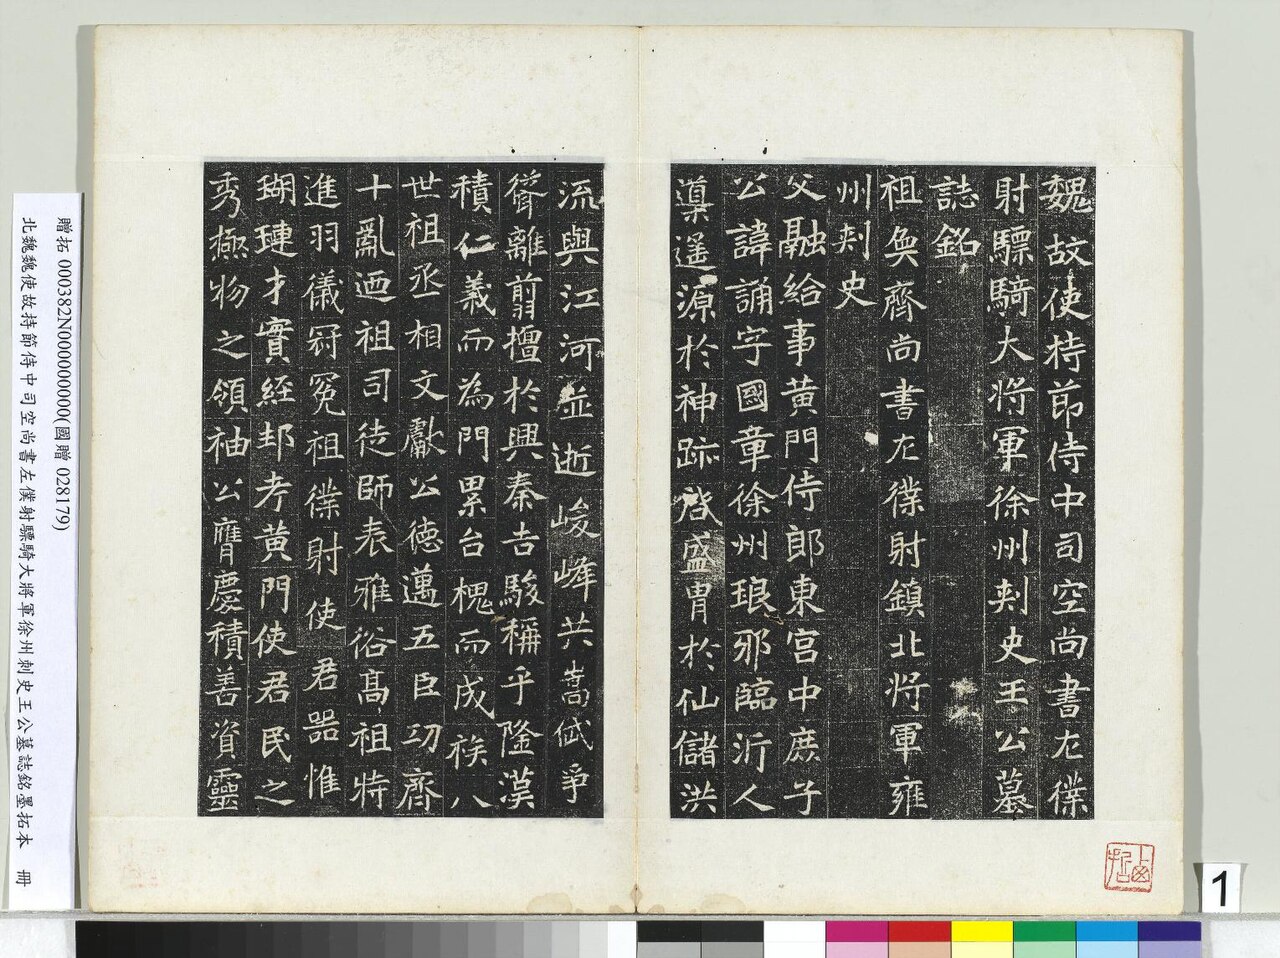 魏故使持節侍中司空尚書左僕
射驃騎大將軍徐州刺史王公墓
誌銘
祖奐齊尚書左僕射鎮北將軍雍
州刺史
父融給事黃門侍郎東宮中庶子
公諱誦字國章徐州琅邪臨沂人
導遥源於神跡啓盛胄於仙儲洪
流與江河並逝峻峰共嵩岱爭
聳離翦擅於興秦吉駿稱乎隆漢
積仁義而為門累台槐而成族八
世祖丞相文獻公德邁五臣功齊
十亂迺祖司徒師表雅俗高祖特
進羽儀冠冕祖僕射使君器惟
瑚璉才實經邦考黃門使君民之
秀極物之領袖公膺慶積善資靈
贈拓 000382N000000000(國贈 028179)
北魏魏使故持節侍中司空尚書左僕射驃騎大將軍徐州刺史王公墓誌銘墨拓本 冊
1